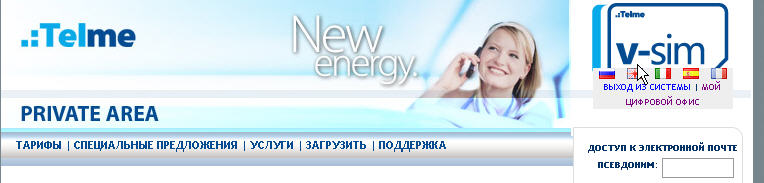 .:Telme
New
energy.
.:Telme
v-sim
ВЫХОД ИЗ СИСТЕМЫ | МОЙ
ЦИФРОВОЙ ОФИС
PRIVATE AREA
ТАРИФЫ | СПЕЦИАЛЬНЫЕ ПРЕДЛОЖЕНИЯ | УСЛУГИ | ЗАГРУЗИТЬ | ПОДДЕРЖКА
ДОСТУП К ЭЛЕКТРОННОЙ ПОЧТЕ
ПСЕВДОНИМ: